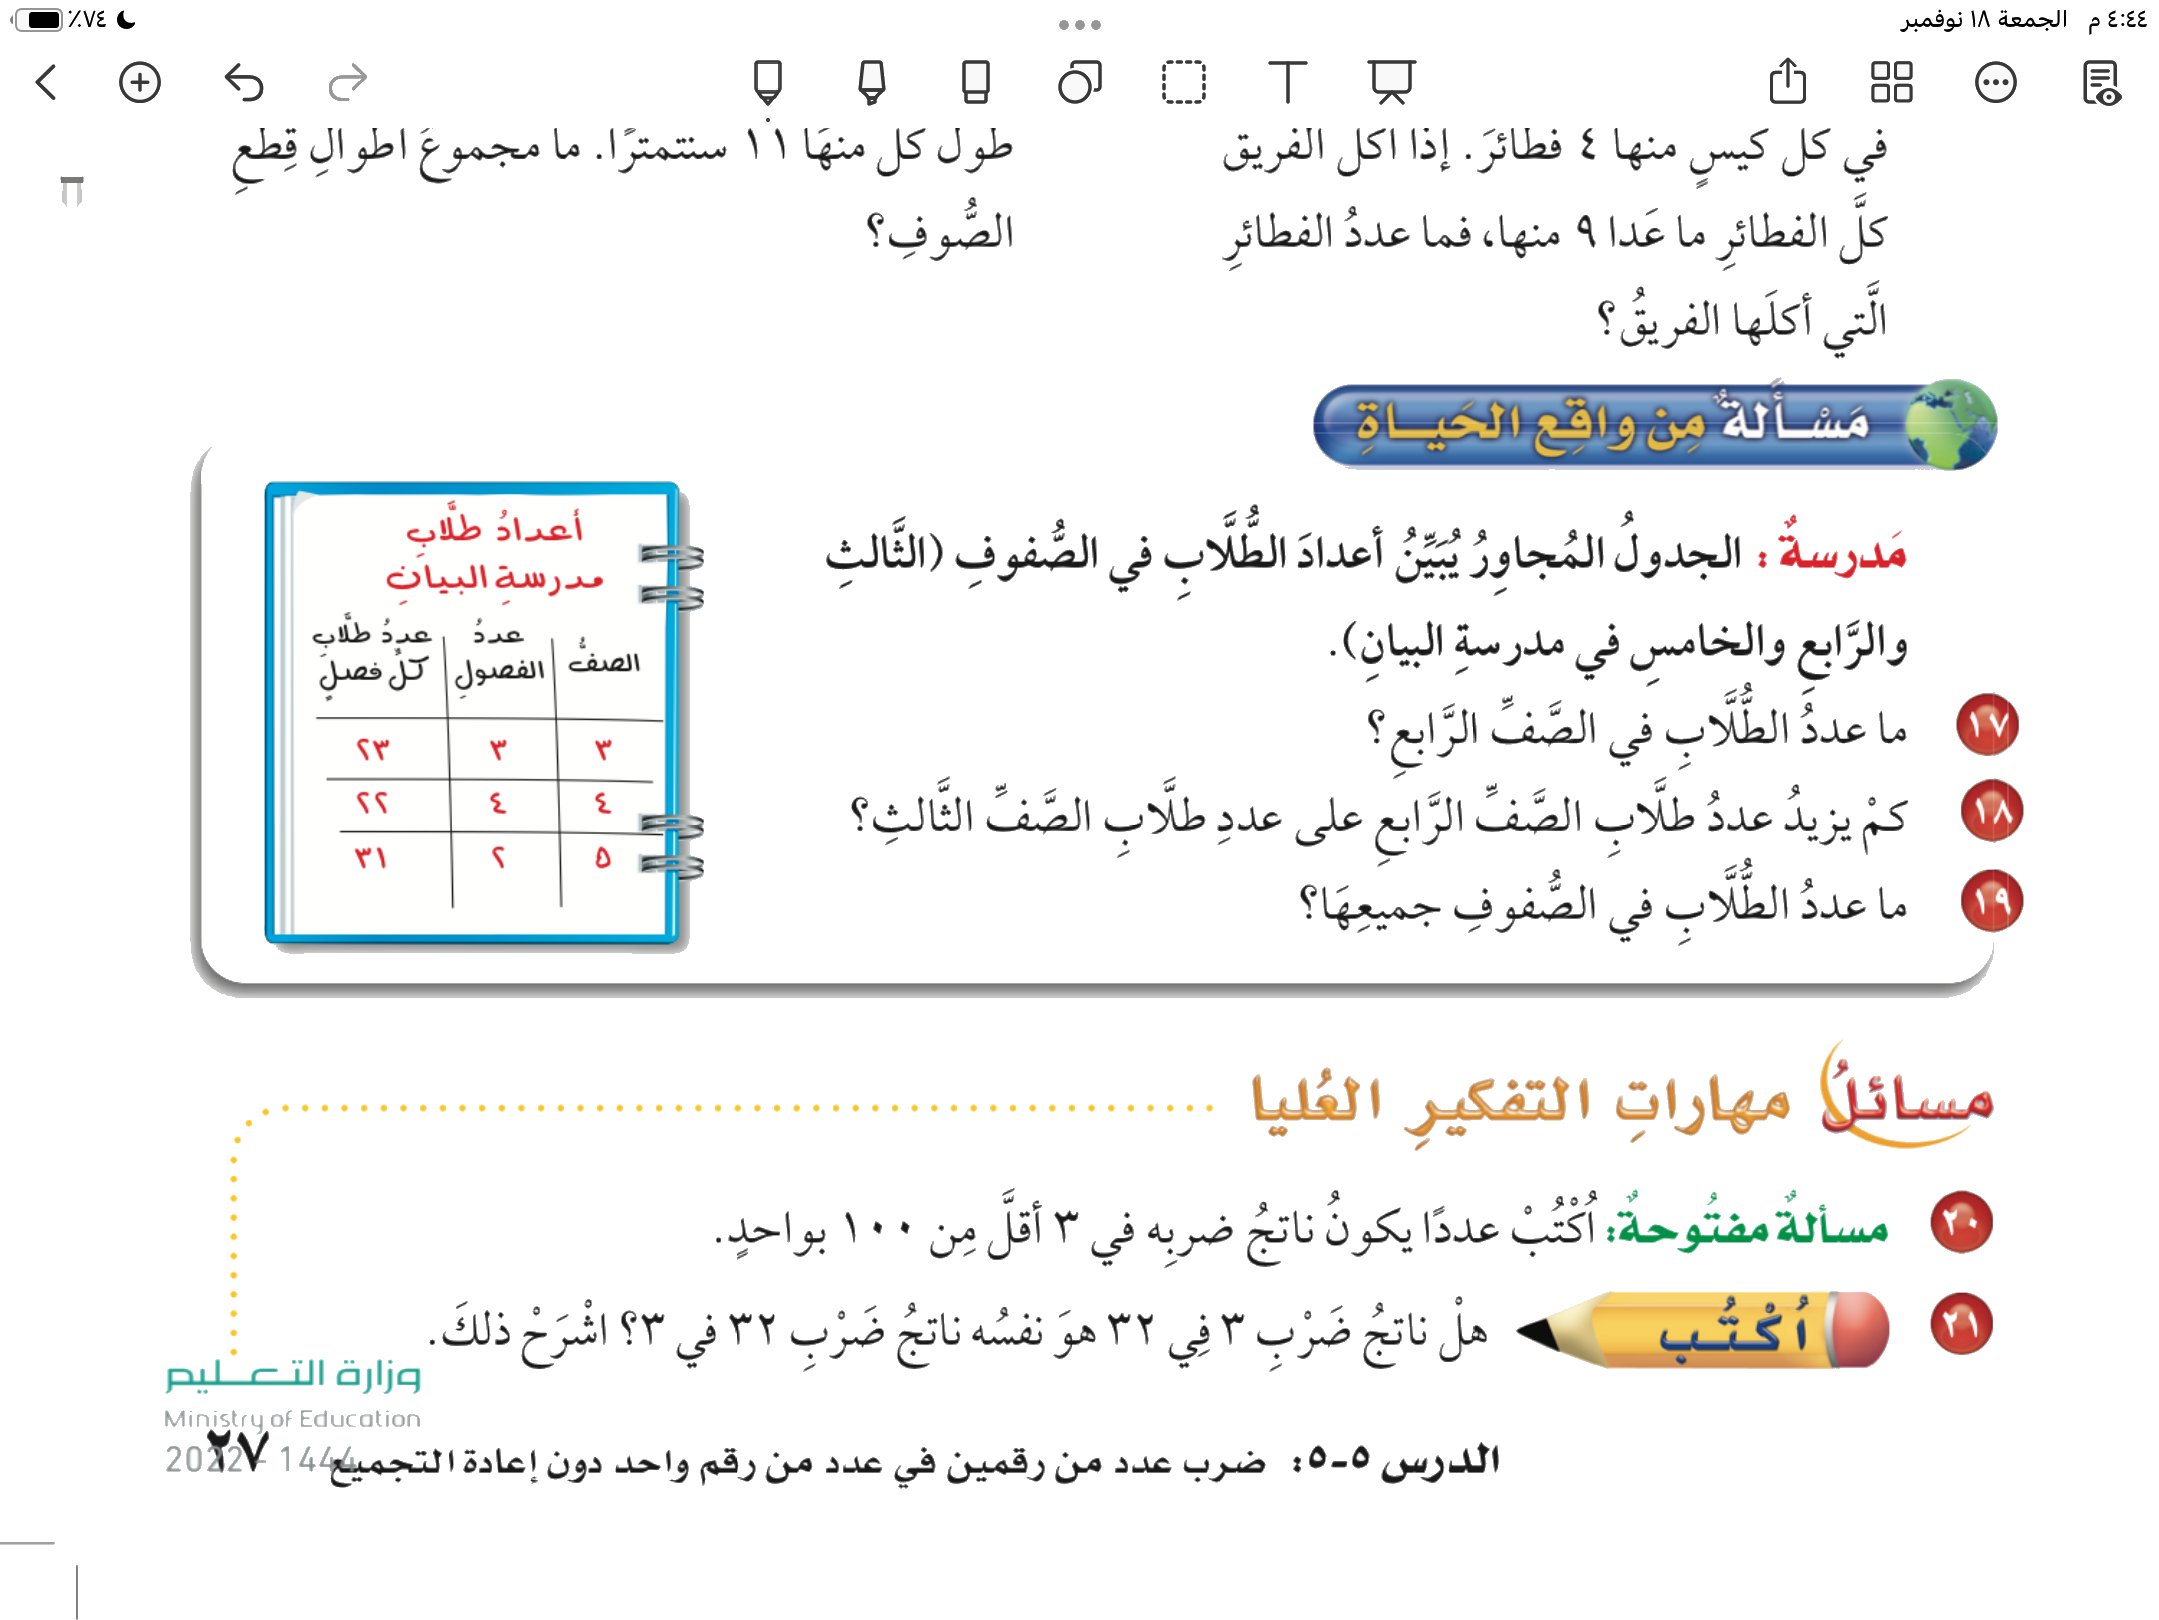 ٤:٤٤ م الجمعة ١٨ نوفمبر
٪٧٤
في كل كيسٍ منها ٤ فطائرَ. إذا اكل الفريق
كلَّ الفطائرِ ما عَدا ٩ منها، فما عددُ الفطائرِ
الَّتي أكلَها الفريقُ؟
طول كل منهَا ١١ سنتمترًا. ما مجموعَ اطوالِ قِطعِ
الصُّوفِ؟
مَسْأَلةٌ مِن واقِع الحَياةِ
مَدرسةٌ: الجدولُ المُجاوِرُ يُبَيِّنُ أعدادَ الطُّلَّابِ في الصُّفوفِ (الثَّالثِ
والرَّابعِ والخامسِ في مدرسةِ البيانِ).
١٧ ما عددُ الطُّلَّابِ في الصَّفِّ الرَّابعِ؟
١٨ كمْ يزيدُ عددُ طلَّابِ الصَّفِّ الرَّابعِ على عددِ طلَّابِ الصَّفِّ الثَّالثِ؟
١٩ ما عددُ الطُّلَّابِ في الصُّفوفِ جميعِهَا؟
أعدادُ طلَّابِ
مدرسةِ البيانِ
الصفُّ عددُ الفصولِ عددُ طلَّابِ كلِّ فصلٍ
٣ ٣ ٢٣
٤ ٤ ٢٢
٥ ٢ ٣١
مسائلُ مهاراتِ التفكيرِ العُليا
٢٠ مسألةٌ مفتُوحةٌ: اُكْتُبْ عددًا يكونُ ناتجُ ضربِه في ٣ أقلَّ مِن ١٠٠ بواحدٍ.
٢١ اُكْتُب هلْ ناتجُ ضَرْبِ ٣ فِي ٣٢ هوَ نفسُه ناتجُ ضَرْبِ ٣٢ في ٣؟ اشْرَحْ ذلكَ.
وزارة التعليم
Ministry of Education
2022 - 1444
الدرس ٥-٥: ضرب عدد من رقمين في عدد من رقم واحد دون إعادة التجميع ٢٧